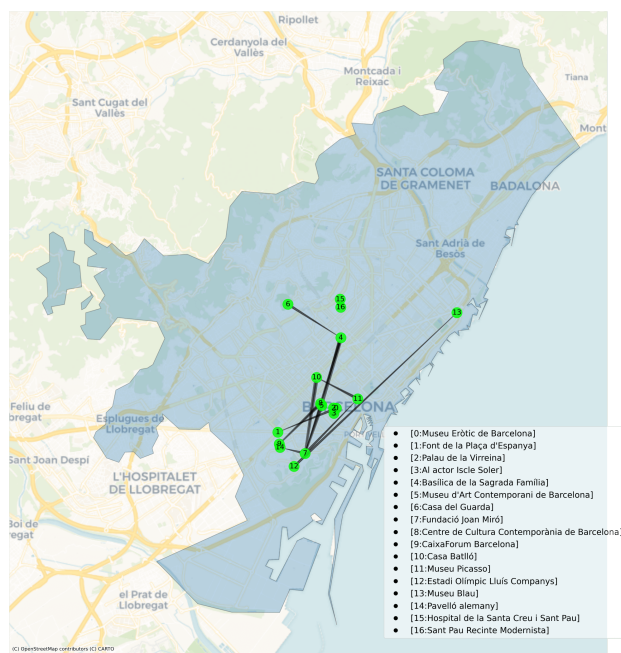 Ripollet
Cerdanyola del
Vallès
Montcada i
Reixac
Tiana
Sant Cugat del
Vallès
Mont
SANTA COLOMA
DE GRAMENET
BADALONA
Sant Adrià de
Besòs
15
16
6
13
4
10
11
BARCELONA
1
14
7
12
Feliu de
bregat
Esplugues de
Llobregat
Sant Joan Despí
L'HOSPITALET
DE LLOBREGAT
Boi de
regat
el Prat de
Llobregat
[0:Museu Eròtic de Barcelona]
[1:Font de la Plaça d'Espanya]
[2:Palau de la Virreina]
[3:Al actor Iscle Soler]
[4:Basílica de la Sagrada Família]
[5:Museu d'Art Contemporani de Barcelona]
[6:Casa del Guarda]
[7:Fundació Joan Miró]
[8:Centre de Cultura Contemporània de Barcelona]
[9:CaixaForum Barcelona]
[10:Casa Batlló]
[11:Museu Picasso]
[12:Estadi Olímpic Lluís Companys]
[13:Museu Blau]
[14:Pavelló alemany]
[15:Hospital de la Santa Creu i Sant Pau]
[16:Sant Pau Recinte Modernista]
(C) OpenStreetMap contributors (C) CARTO